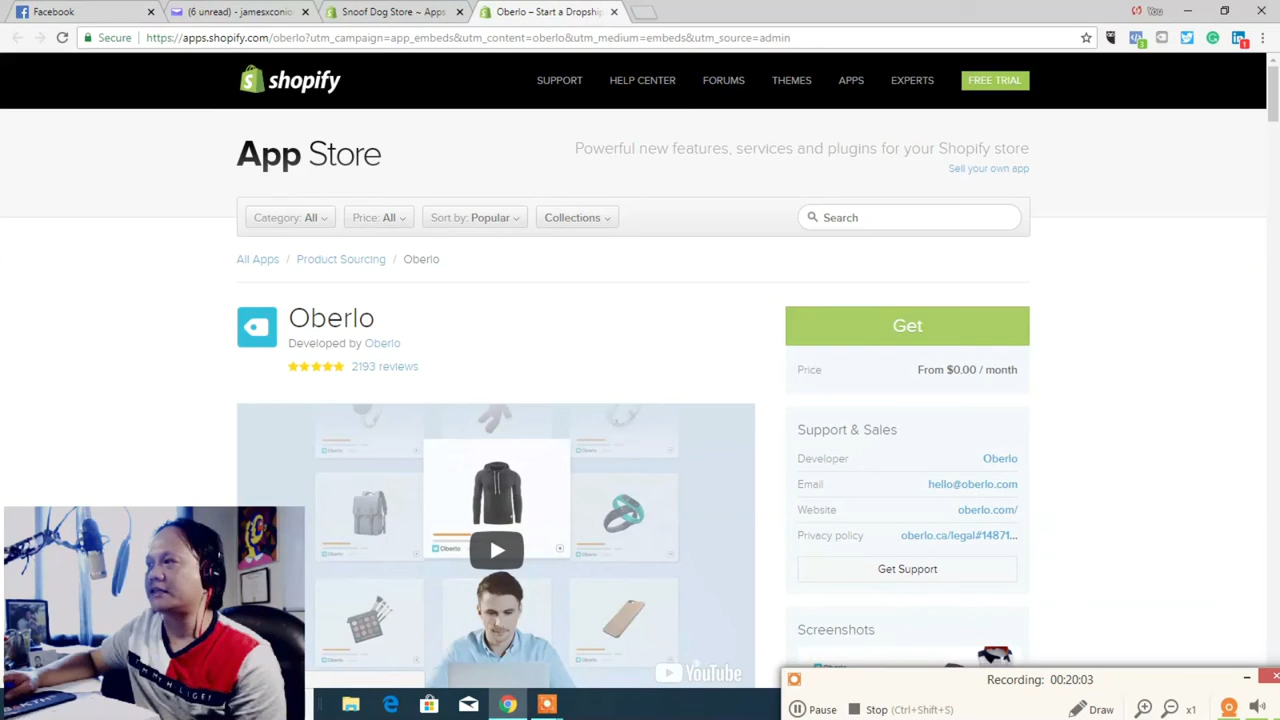 Facebook
(6 unread) - jamesxconio
Snoof Dog Store ~ Apps
Oberlo – Start a Dropship
You
Secure
https://apps.shopify.com/oberlo?utm_campaign=app_embeds&utm_content=oberlo&utm_medium=embeds&utm_source=admin
shopify
SUPPORT
HELP CENTER
FORUMS
THEMES
APPS
EXPERTS
FREE TRIAL
App Store
Powerful new features, services and plugins for your Shopify store
Sell your own app
Category: All
Price: All
Sort by: Popular
Collections
Search
All Apps / Product Sourcing / Oberlo
Oberlo
Developed by Oberlo
2193 reviews
Get
Price From $0.00 / month
Support & Sales
Developer Oberlo
Email hello@oberlo.com
Website oberlo.com/
Privacy policy oberlo.ca/legal#14871...
Get Support
Screenshots
Oberlo
YouTube
Recording: 00:20:03
Pause
Stop (Ctrl+Shift+S)
Draw
x1